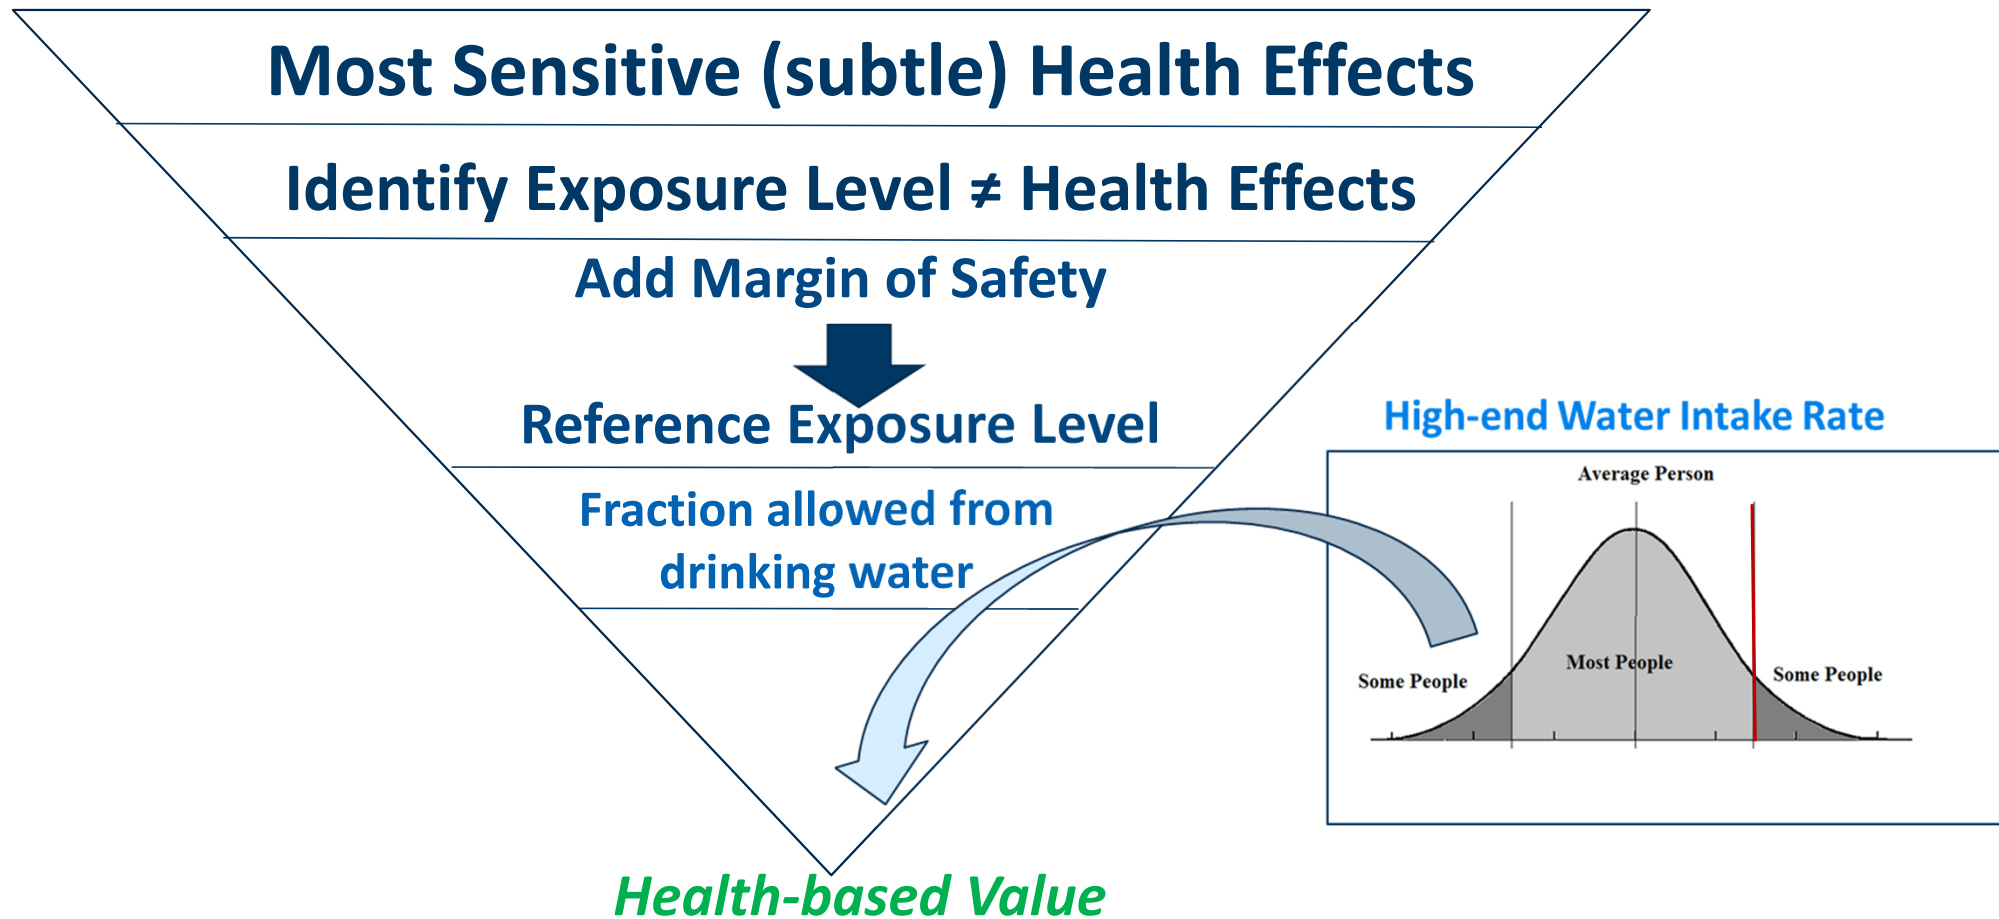 Most Sensitive (subtle) Health Effects
Identify Exposure Level ≠ Health Effects
Add Margin of Safety
Reference Exposure Level
Fraction allowed from
drinking water
High-end Water Intake Rate
Average Person
Most People
Some People
Some People
Health-based Value